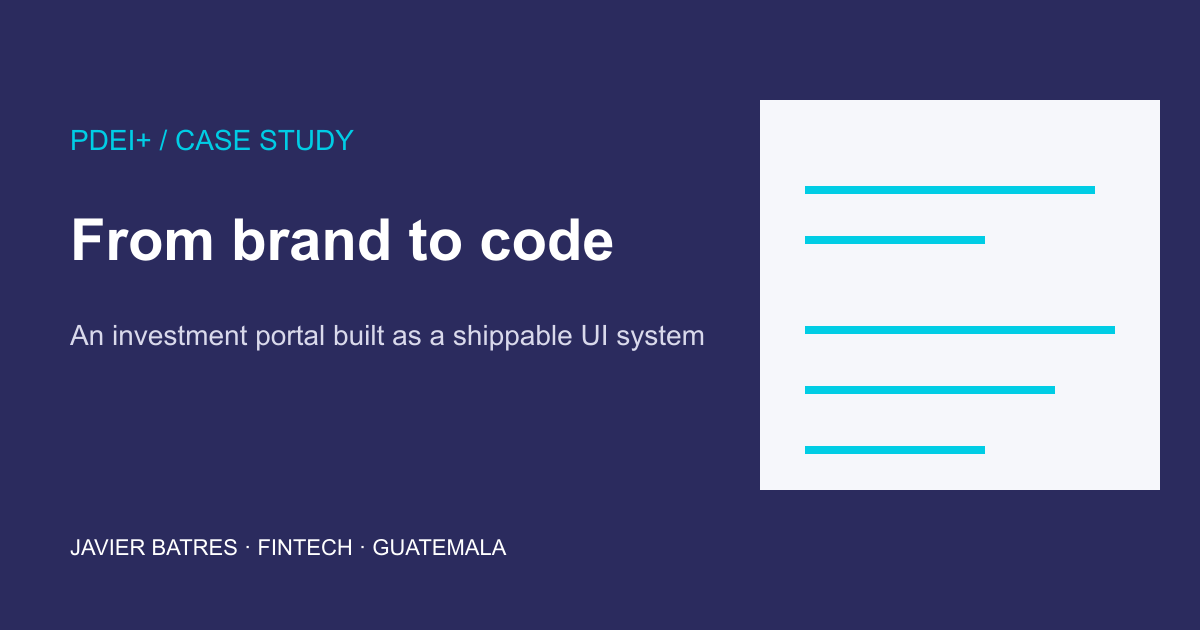 PDEI+ / CASE STUDY
From brand to code
An investment portal built as a shippable UI system
JAVIER BATRES · FINTECH · GUATEMALA